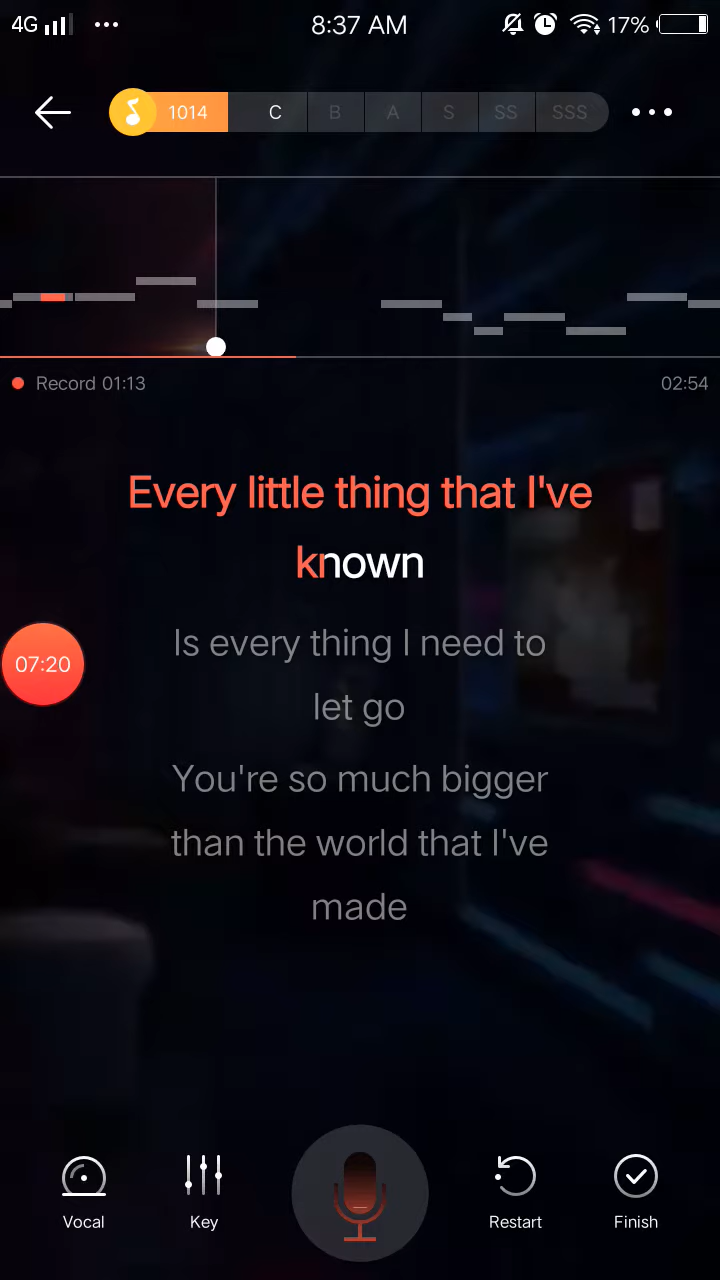 4G 8:37 AM 17%
1014 C B A S SS SSS
Record 01:13 02:54
Every little thing that I've
known
Is every thing I need to
let go
07:20
You're so much bigger
than the world that I've
made
Vocal Key Restart Finish